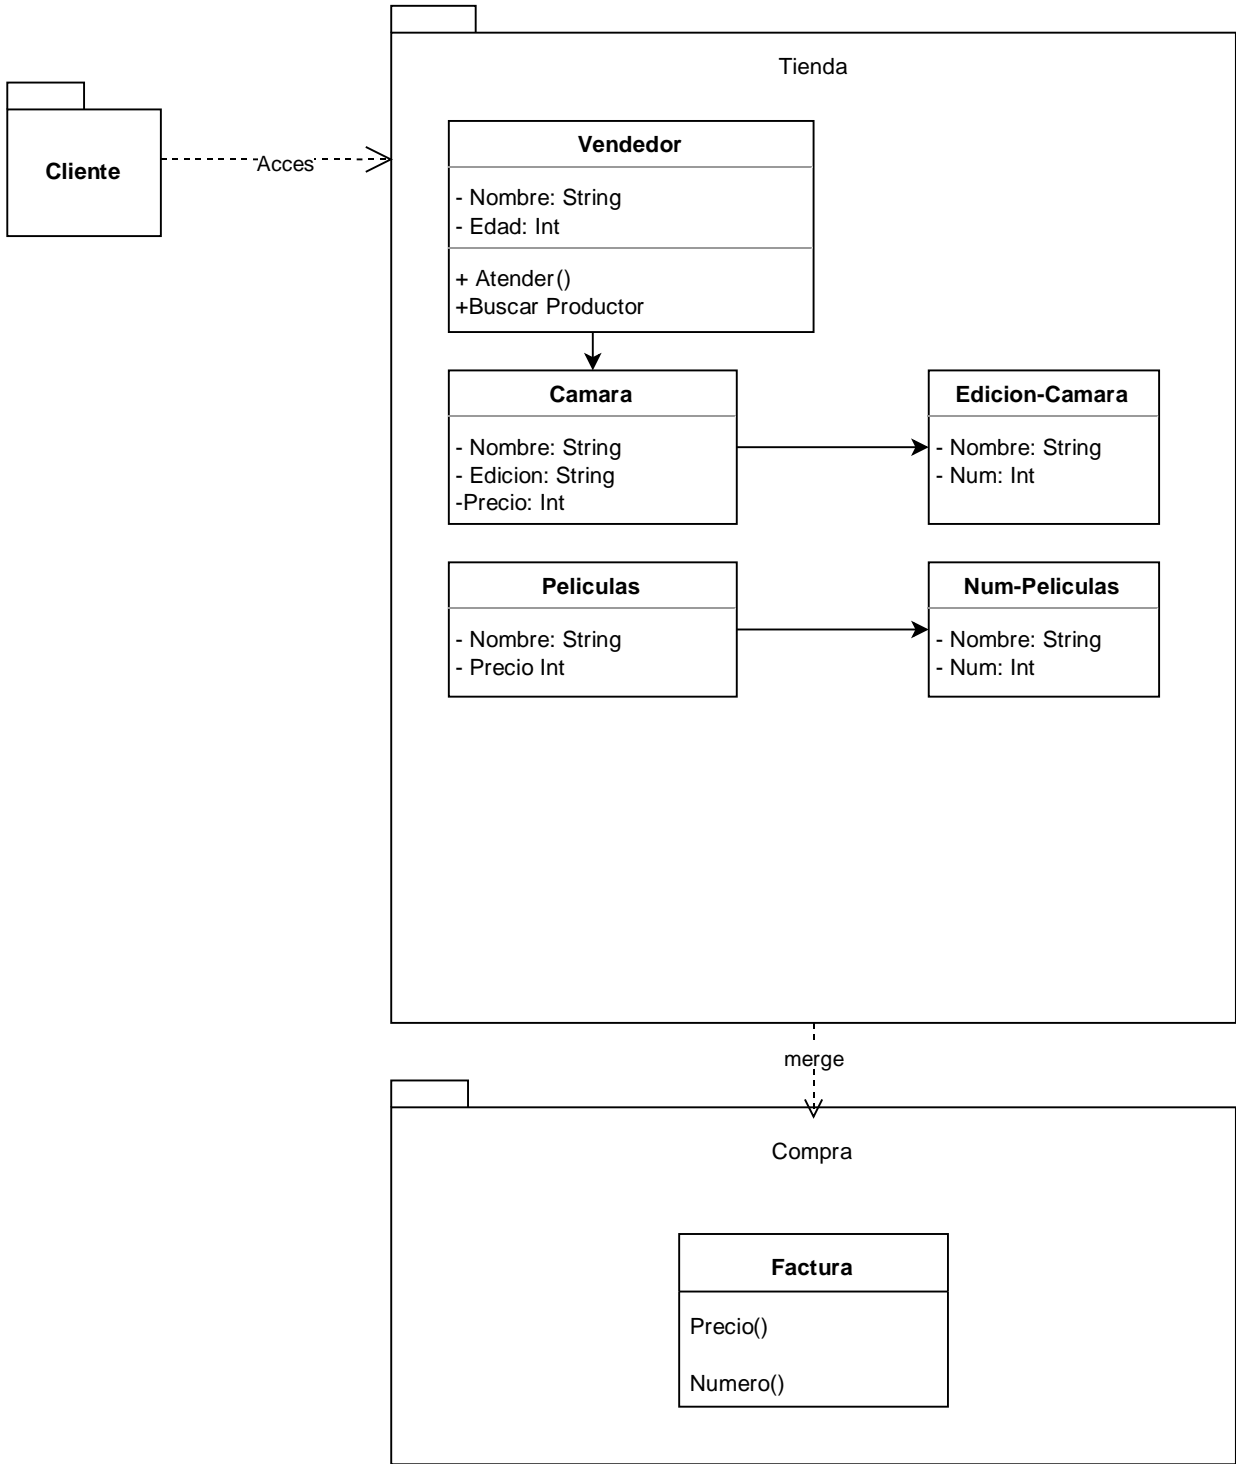 Tienda
Cliente
Acces
Vendedor
- Nombre: String
- Edad: Int
+ Atender()
+Buscar Productor
Camara
- Nombre: String
- Edicion: String
-Precio: Int
Edicion-Camara
- Nombre: String
- Num: Int
Peliculas
- Nombre: String
- Precio Int
Num-Peliculas
- Nombre: String
- Num: Int
merge
Compra
Factura
Precio()
Numero()